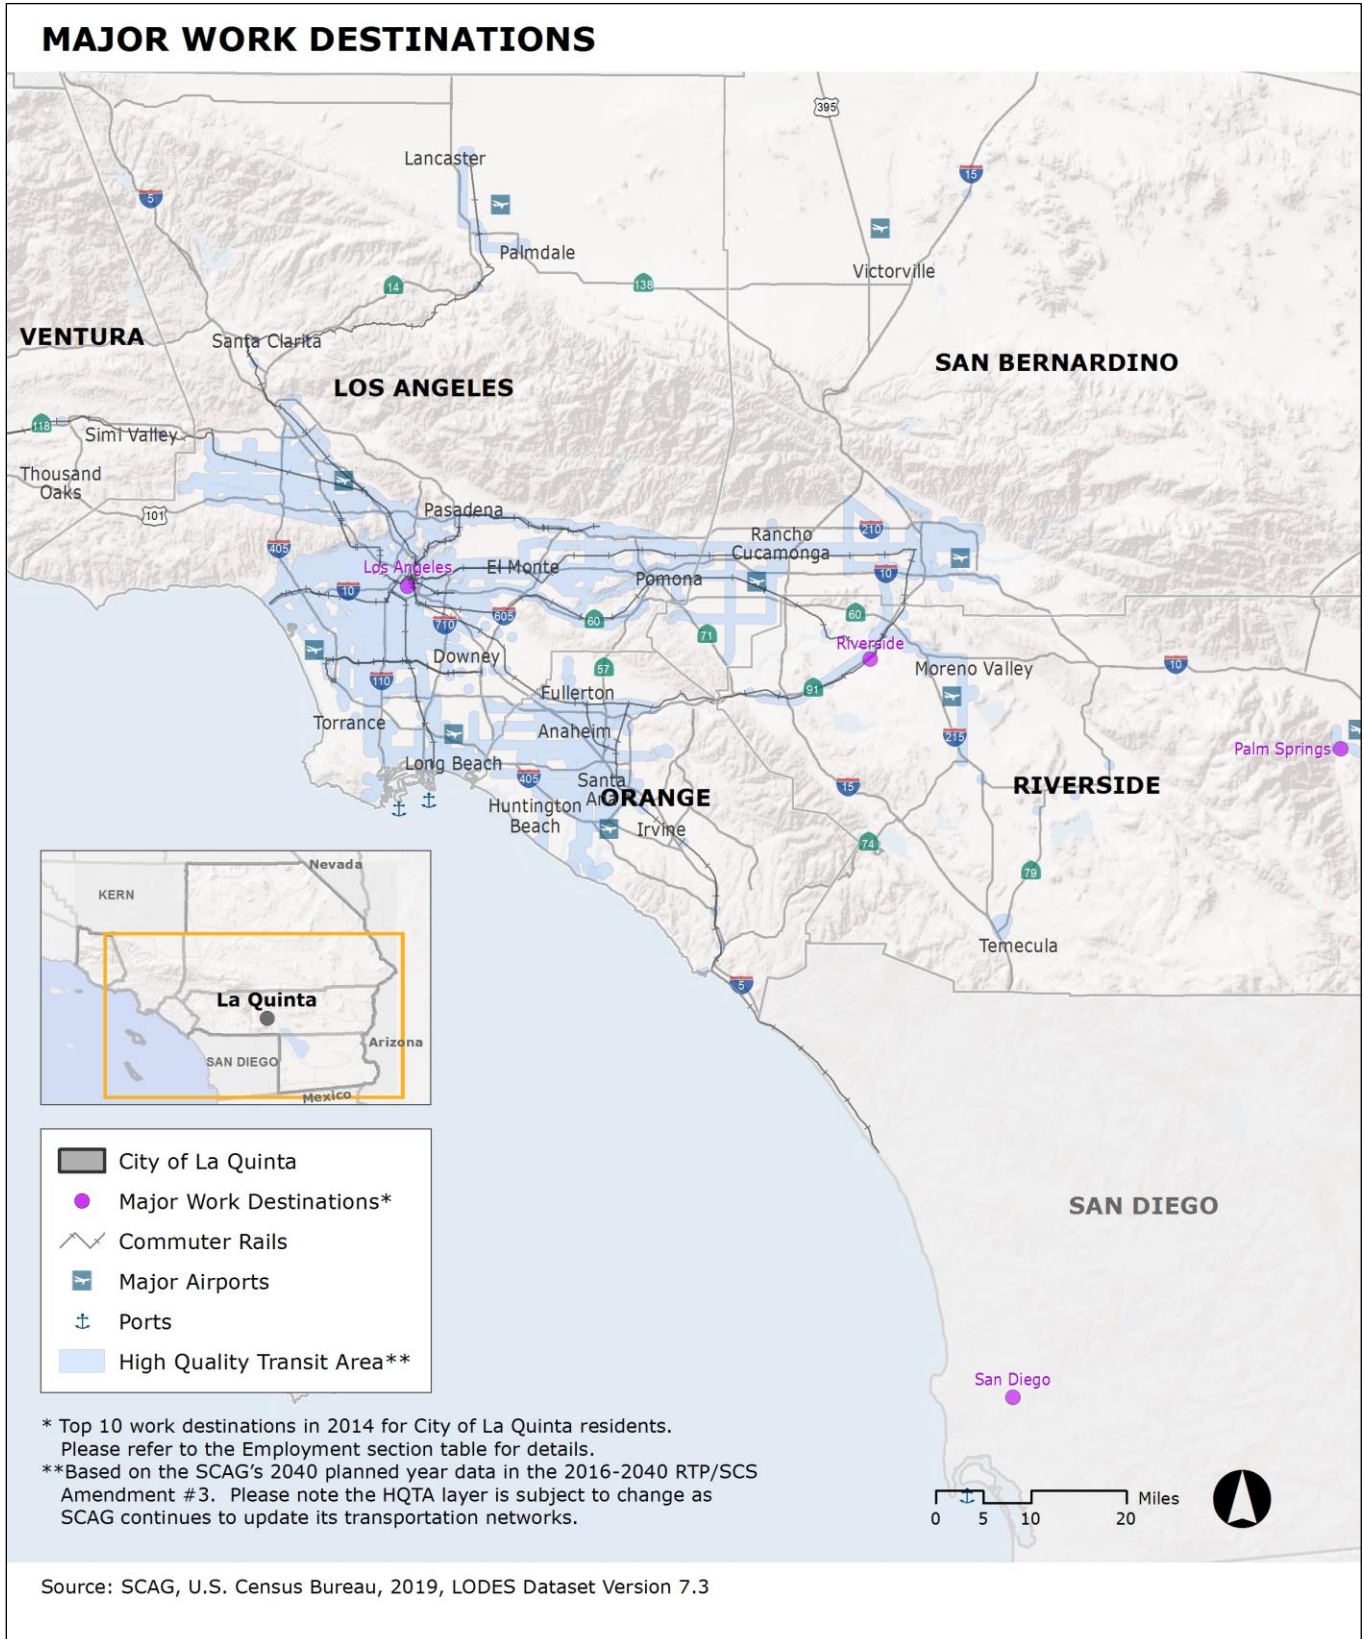 MAJOR WORK DESTINATIONS
395
Lancaster
15
5
Palmdale
Victorville
14
138
VENTURA
Santa Clarita
SAN BERNARDINO
LOS ANGELES
118
Simi Valley
Thousand
Oaks
101
Pasadena
405
210
Rancho
Cucamonga
Los Angeles
El Monte
Pomona
10
10
605
60
60
710
71
Riverside
Downey
57
Moreno Valley
10
110
91
Fullerton
Torrance
Anaheim
215
Palm Springs
Long Beach
405
Santa
Ana
ORANGE
15
RIVERSIDE
Huntington
Beach
Irvine
74
79
Temecula
5
Nevada
KERN
La Quinta
Arizona
SAN DIEGO
Mexico
City of La Quinta
Major Work Destinations*
Commuter Rails
Major Airports
Ports
High Quality Transit Area**
SAN DIEGO
San Diego
* Top 10 work destinations in 2014 for City of La Quinta residents.
Please refer to the Employment section table for details.
**Based on the SCAG's 2040 planned year data in the 2016-2040 RTP/SCS
Amendment #3. Please note the HQTA layer is subject to change as
SCAG continues to update its transportation networks.
Miles
0 5 10 20
Source: SCAG, U.S. Census Bureau, 2019, LODES Dataset Version 7.3